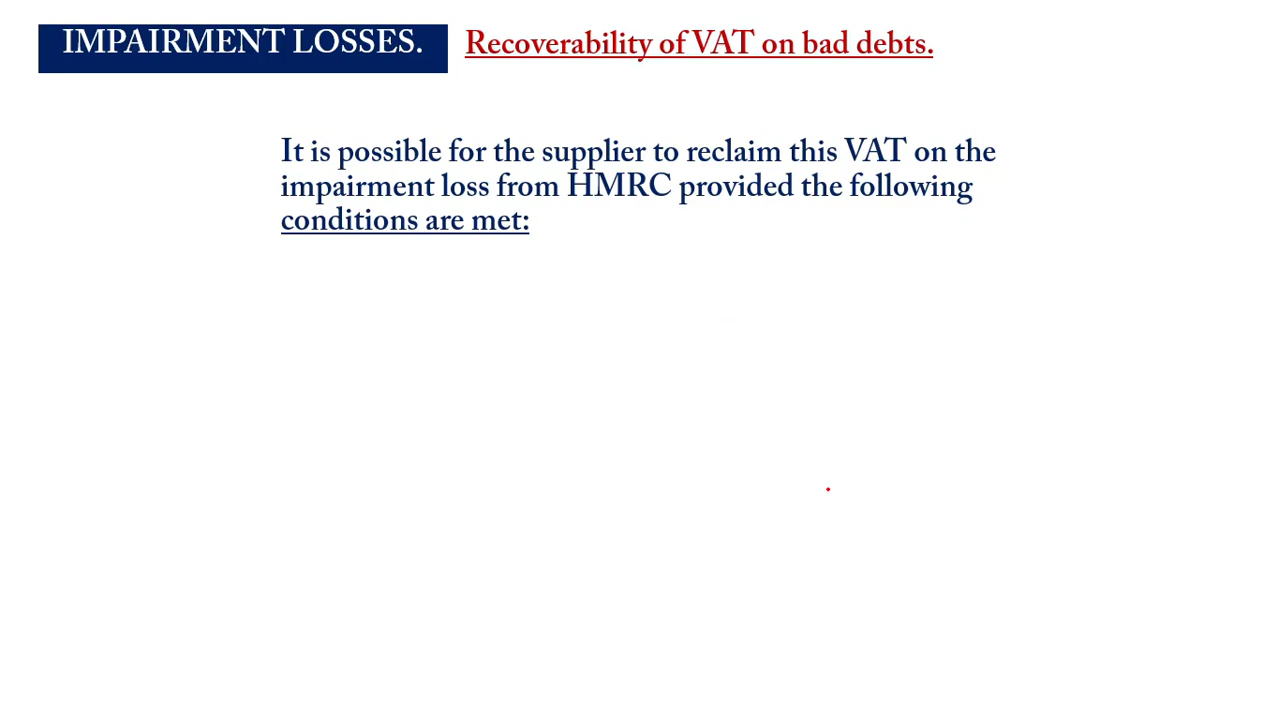 IMPAIRMENT LOSSES. Recoverability of VAT on bad debts.
It is possible for the supplier to reclaim this VAT on the
impairment loss from HMRC provided the following
conditions are met: